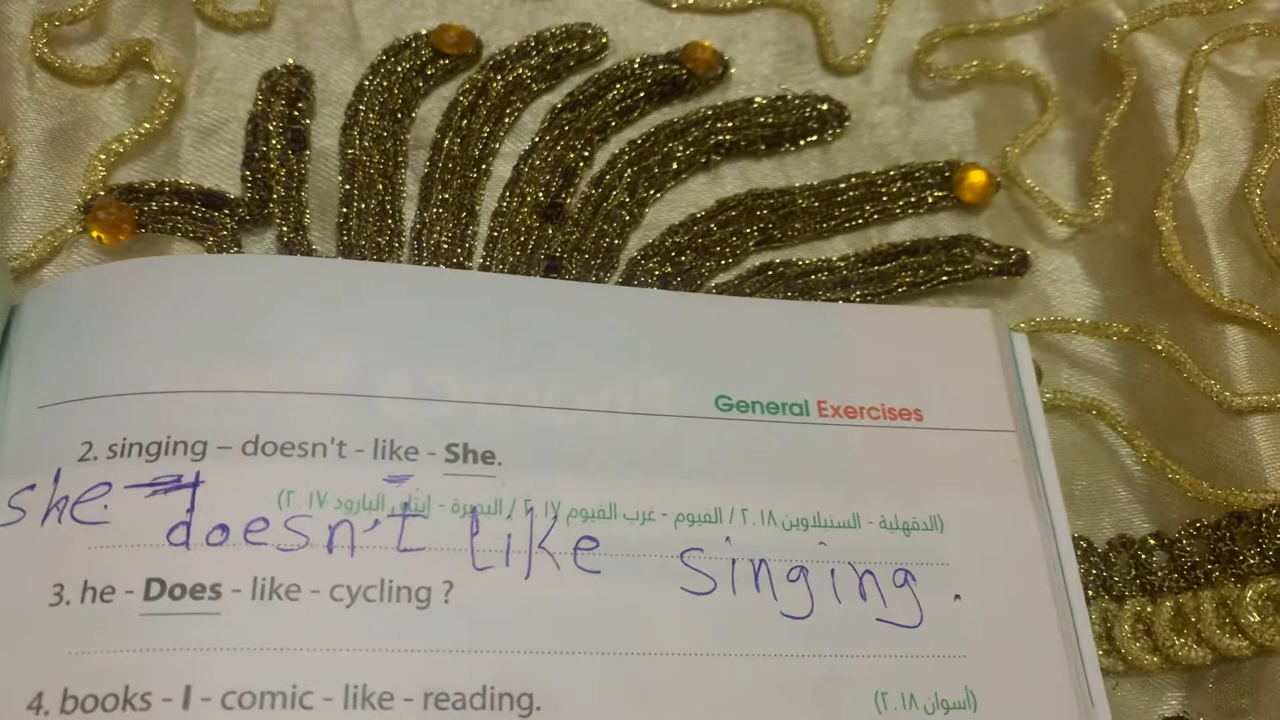 General Exercises
2. singing – doesn't - like - She.
(الدقهلية - السنبلاوين ٢٠١٨ / الفيوم - غرب الفيوم ٢٠١٧ / البحيرة - إيتاى البارود ٢٠١٧)
she doesn't like singing.
3. he - Does - like - cycling ?
4. books - I - comic - like - reading.
(أسوان ٢٠١٨)